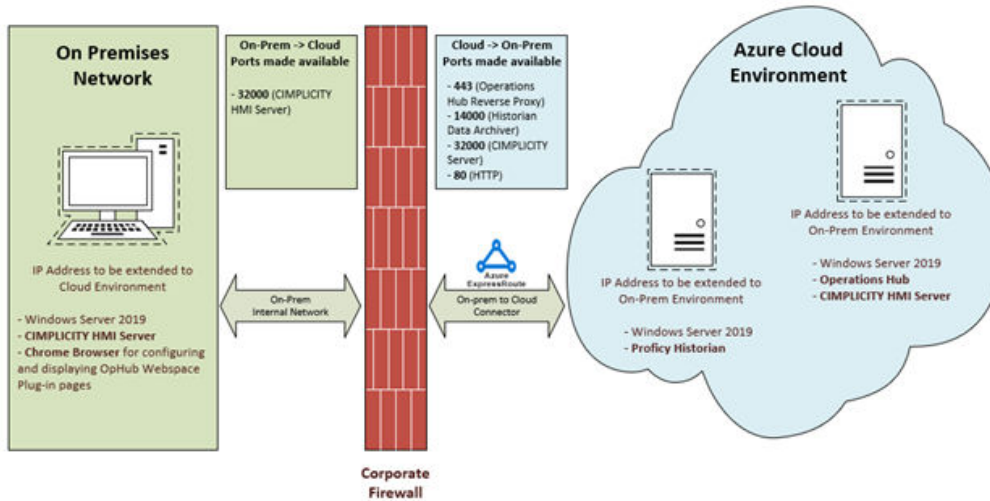 On Premises
Network
IP Address to be extended to
Cloud Environment
- Windows Server 2019
- CIMPLICITY HMI Server
- Chrome Browser for configuring
and displaying OpHub Webspace
Plug-in pages
On-Prem -> Cloud
Ports made available
- 32000 (CIMPLICITY
HMI Server)
On-Prem
Internal Network
Corporate
Firewall
Cloud -> On-Prem
Ports made available
- 443 (Operations
Hub Reverse Proxy)
- 14000 (Historian
Data Archiver)
- 32000 (CIMPLICITY
Server)
- 80 (HTTP)
Azure
ExpressRoute
On-prem to Cloud
Connector
Azure Cloud
Environment
IP Address to be extended to
On-Prem Environment
- Windows Server 2019
- Proficy Historian
IP Address to be extended to
On-Prem Environment
- Windows Server 2019
- Operations Hub
- CIMPLICITY HMI Server